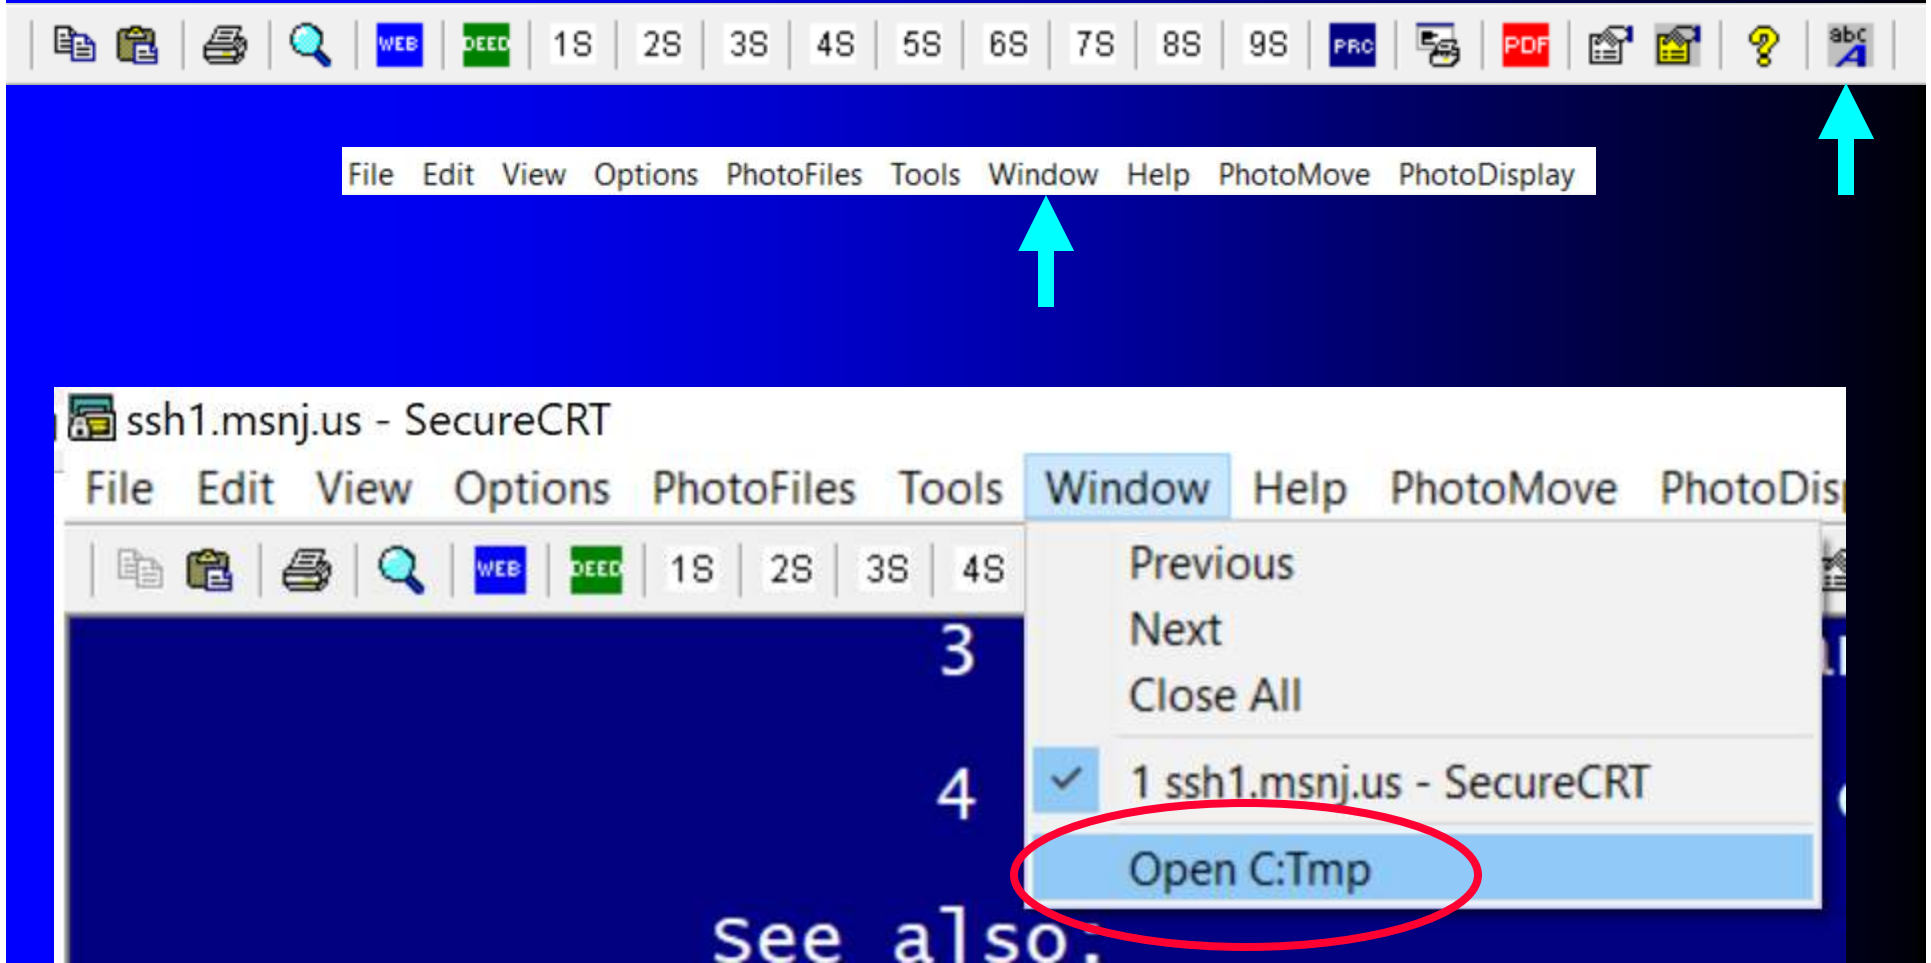 WEB DEED 1S 2S 3S 4S 5S 6S 7S 8S 9S PRC PDF abc A
File Edit View Options PhotoFiles Tools Window Help PhotoMove PhotoDisplay
ssh1.msnj.us - SecureCRT
File Edit View Options PhotoFiles Tools Window Help PhotoMove PhotoDis
WEB DEED 1S 2S 3S 4S
Previous
3
Next
Close All
4
1 ssh1.msnj.us - SecureCRT
Open C:Tmp
See also: